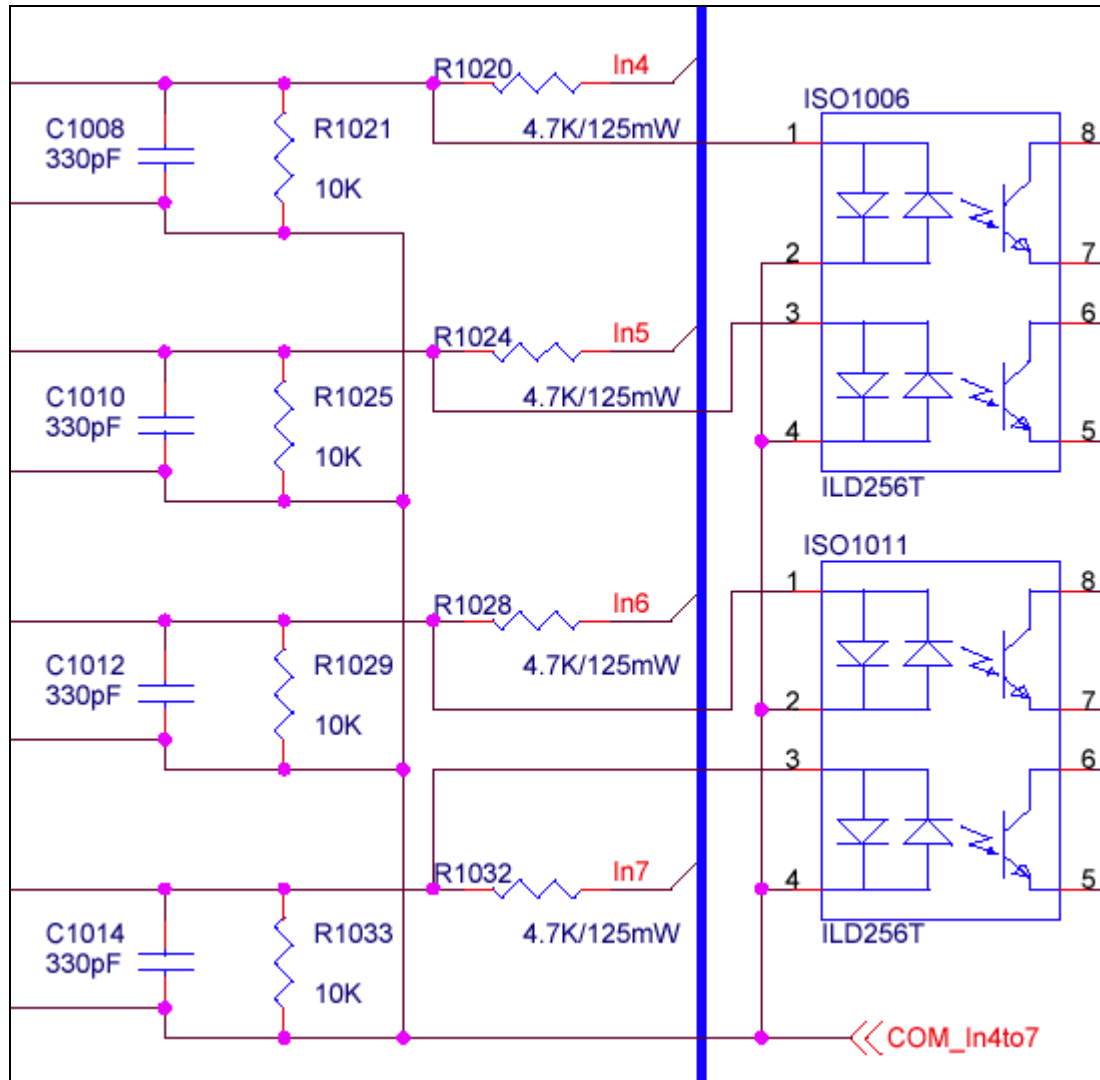 R1020
In4
ISO1006
C1008
330pF
R1021
10K
4.7K/125mW
1
8
2
7
3
6
R1024
In5
C1010
330pF
R1025
10K
4.7K/125mW
4
5
ILD256T
ISO1011
R1028
In6
1
8
C1012
330pF
R1029
10K
4.7K/125mW
2
7
3
6
R1032
In7
4
5
C1014
330pF
R1033
10K
4.7K/125mW
ILD256T
COM_In4to7